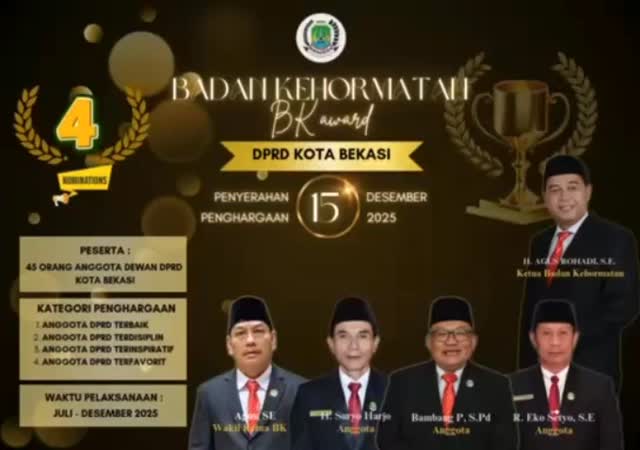 BADAN KEHORMATAN
BK award
DPRD KOTA BEKASI
4
NOMINATIONS
PENYERAHAN
PENGHARGAAN
15
DESEMBER
2025
PESERTA :
45 ORANG ANGGOTA DEWAN DPRD
KOTA BEKASI
KATEGORI PENGHARGAAN
1. ANGGOTA DPRD TERBAIK
2. ANGGOTA DPRD TERDISIPLIN
3. ANGGOTA DPRD TERINSPIRATIF
4. ANGGOTA DPRD TERFAVORIT
WAKTU PELAKSANAAN :
JULI - DESEMBER 2025
H. AGUS ROHADI, S.E.
Ketua Badan Kehormatan
Agus SE
Wakil Ketua BK
H. Suryo Harjo
Anggota
Bambang P, S.Pd
Anggota
R. Eko Setyo, S.E
Anggota